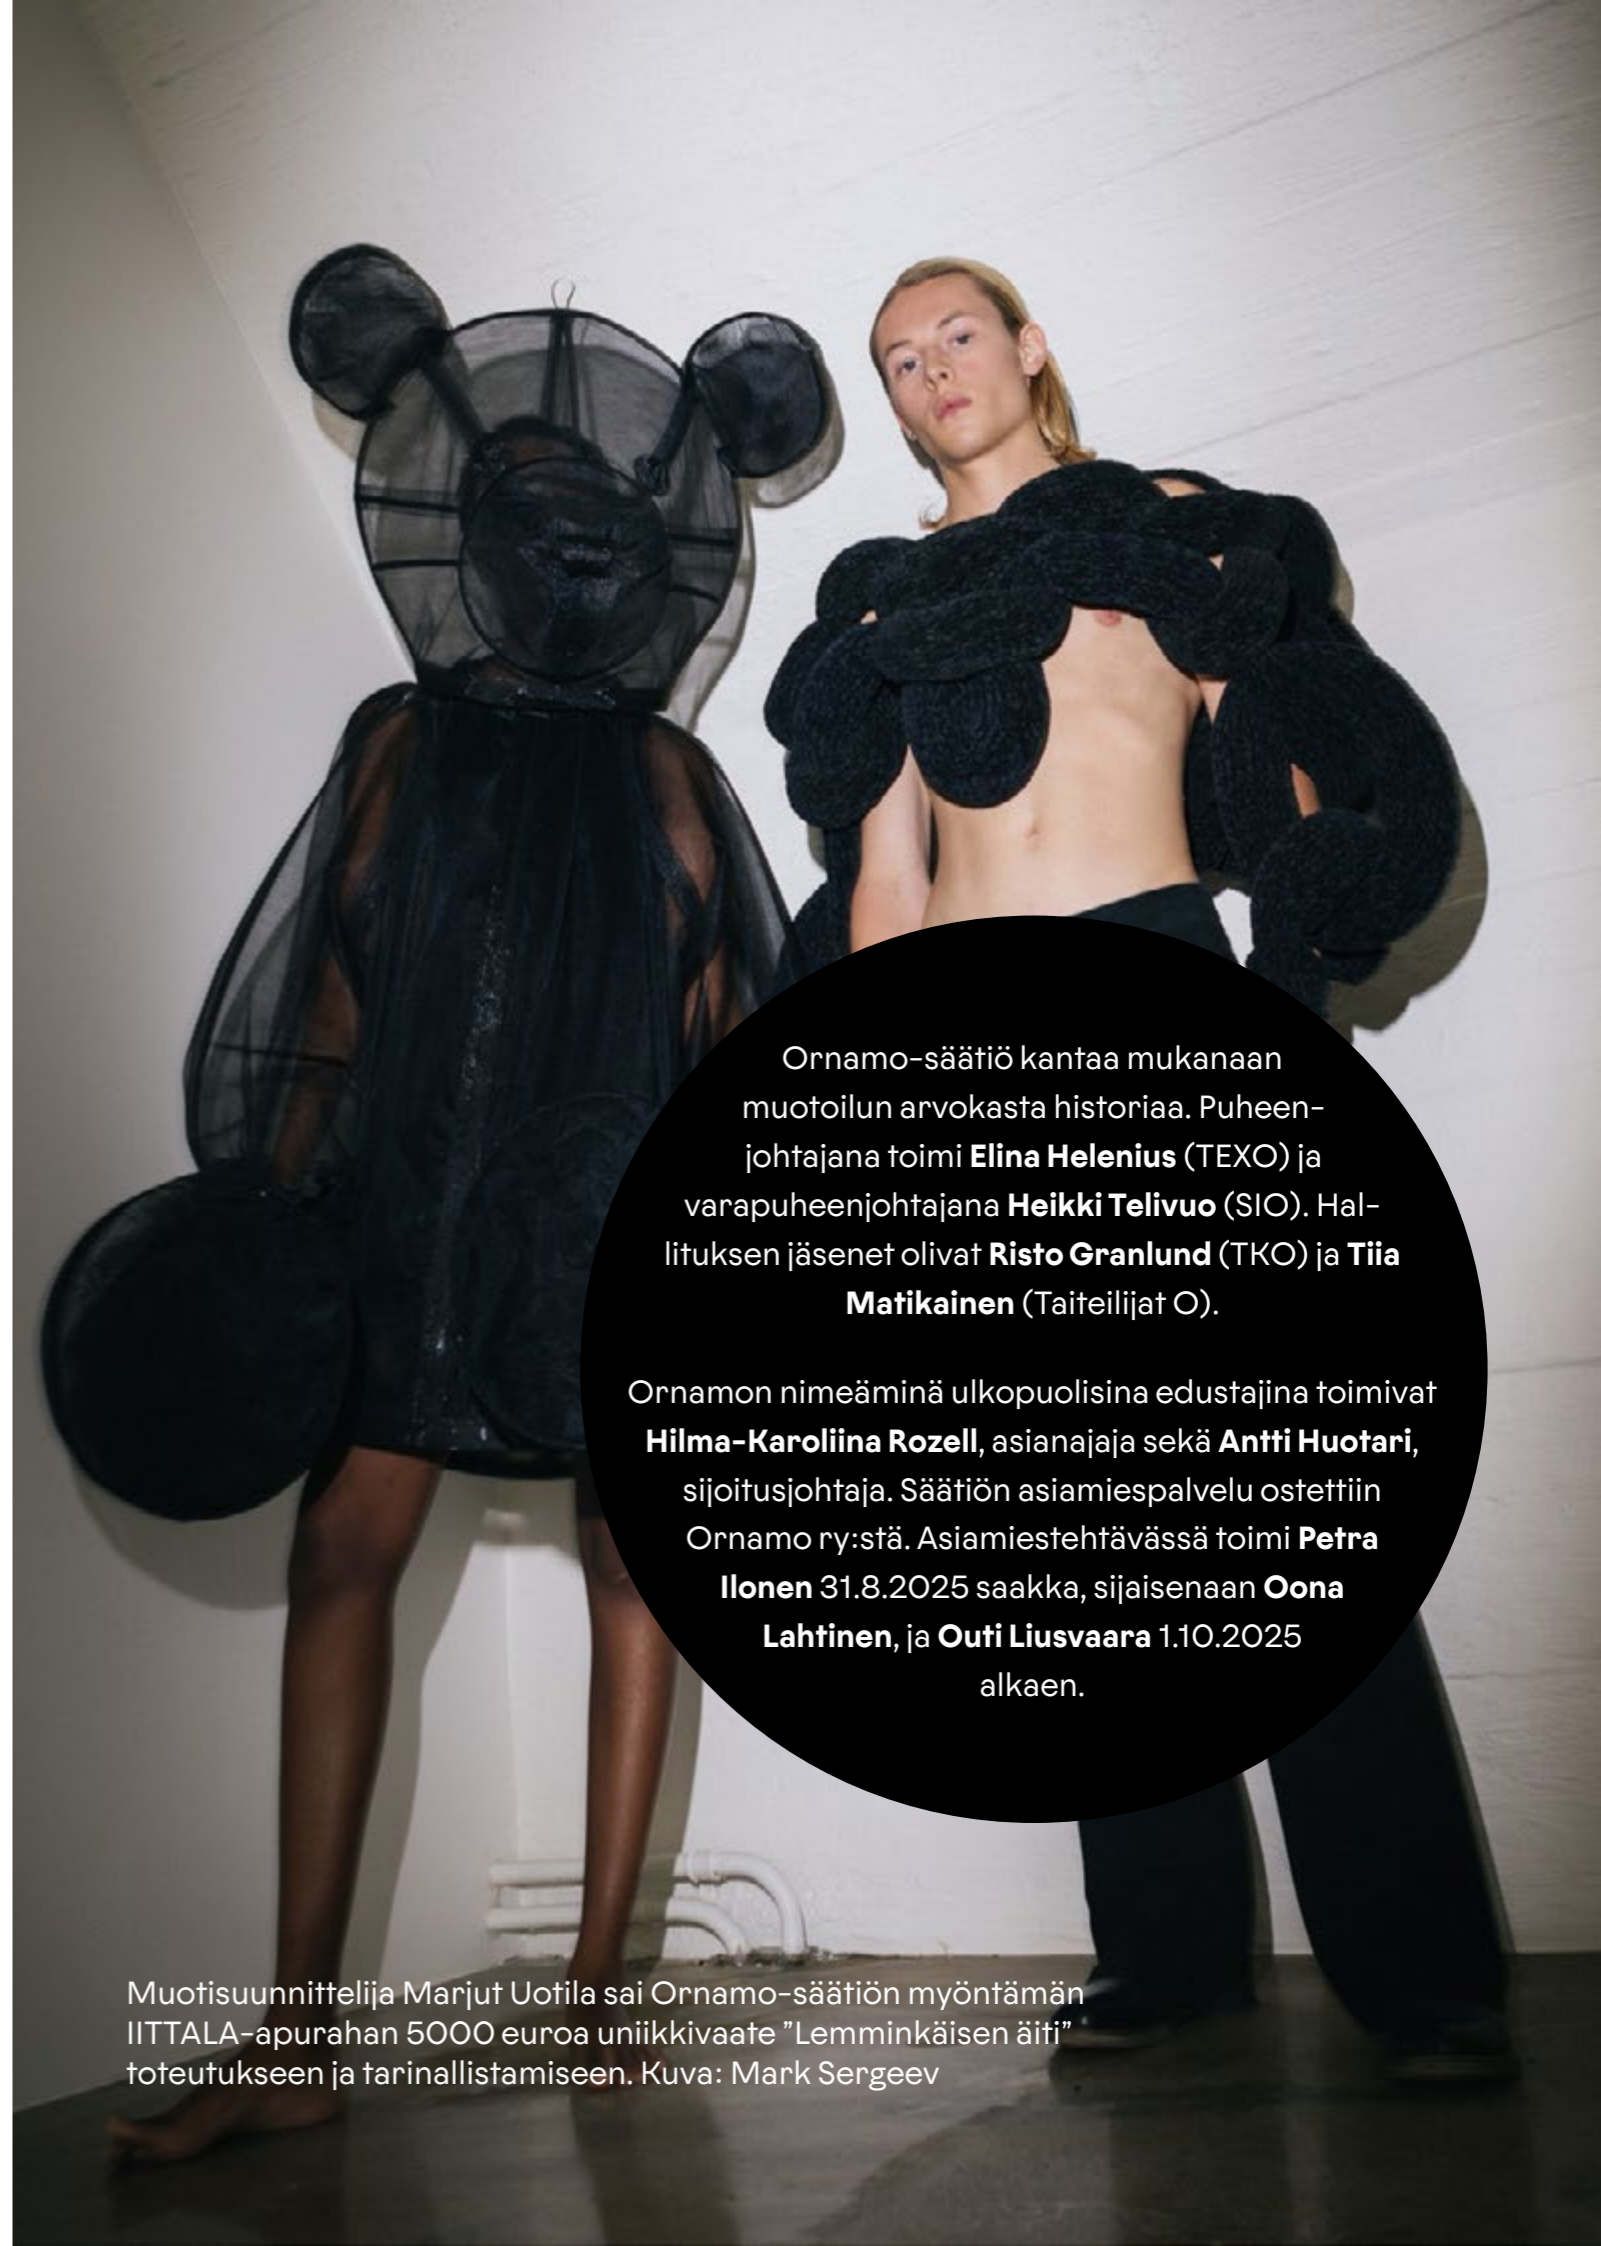 Ornamo-säätiö kantaa mukanaan
muotoilun arvokasta historiaa. Puheen-
johtajana toimi Elina Helenius (TEXO) ja
varapuheenjohtajana Heikki Telivuo (SIO). Hal-
lituksen jäsenet olivat Risto Granlund (TKO) ja Tiia
Matikainen (Taiteilijat O).
Ornamon nimeäminä ulkopuolisina edustajina toimivat
Hilma-Karoliina Rozell, asianajaja sekä Antti Huotari,
sijoitusjohtaja. Säätiön asiamiespalvelu ostettiin
Ornamo ry:stä. Asiamiestehtävässä toimi Petra
Ilonen 31.8.2025 saakka, sijaisenaan Oona
Lahtinen, ja Outi Liusvaara 1.10.2025
alkaen.
Muotisuunnittelija Marjut Uotila sai Ornamo-säätiön myöntämän
IITTALA-apurahan 5000 euroa uniikkivaate ”Lemminkäisen äiti”
toteutukseen ja tarinallistamiseen. Kuva: Mark Sergeev